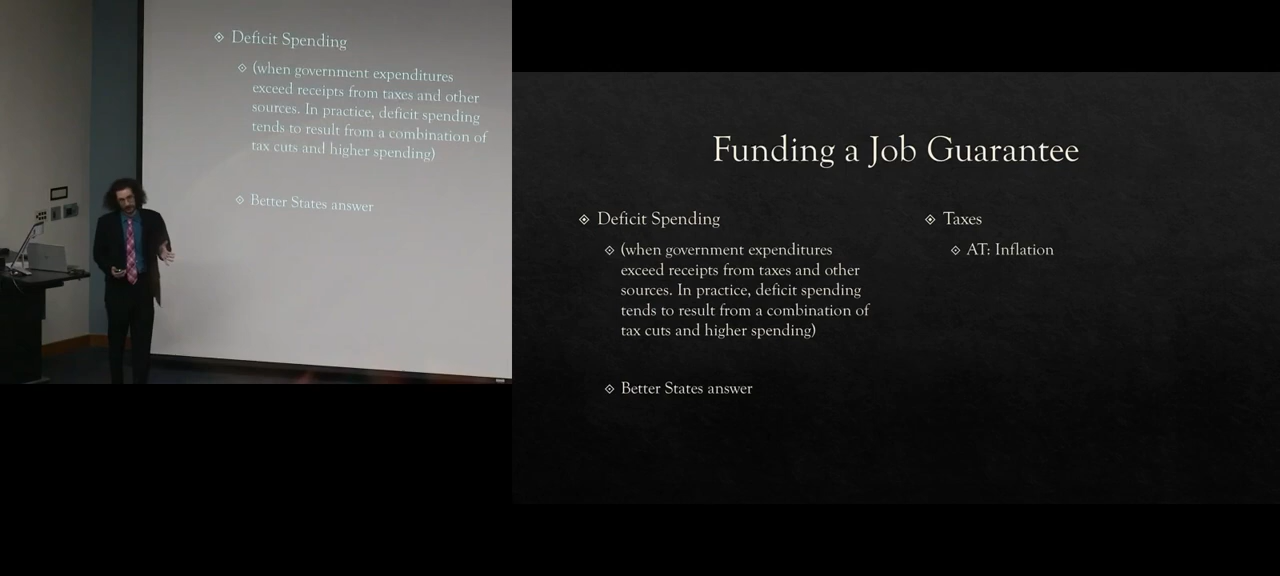 Deficit Spending
(when government expenditures
exceed receipts from taxes and other
sources. In practice, deficit spending
tends to result from a combination of
tax cuts and higher spending)
Better States answer
Funding a Job Guarantee
Deficit Spending
(when government expenditures
exceed receipts from taxes and other
sources. In practice, deficit spending
tends to result from a combination of
tax cuts and higher spending)
Better States answer
Taxes
AT: Inflation